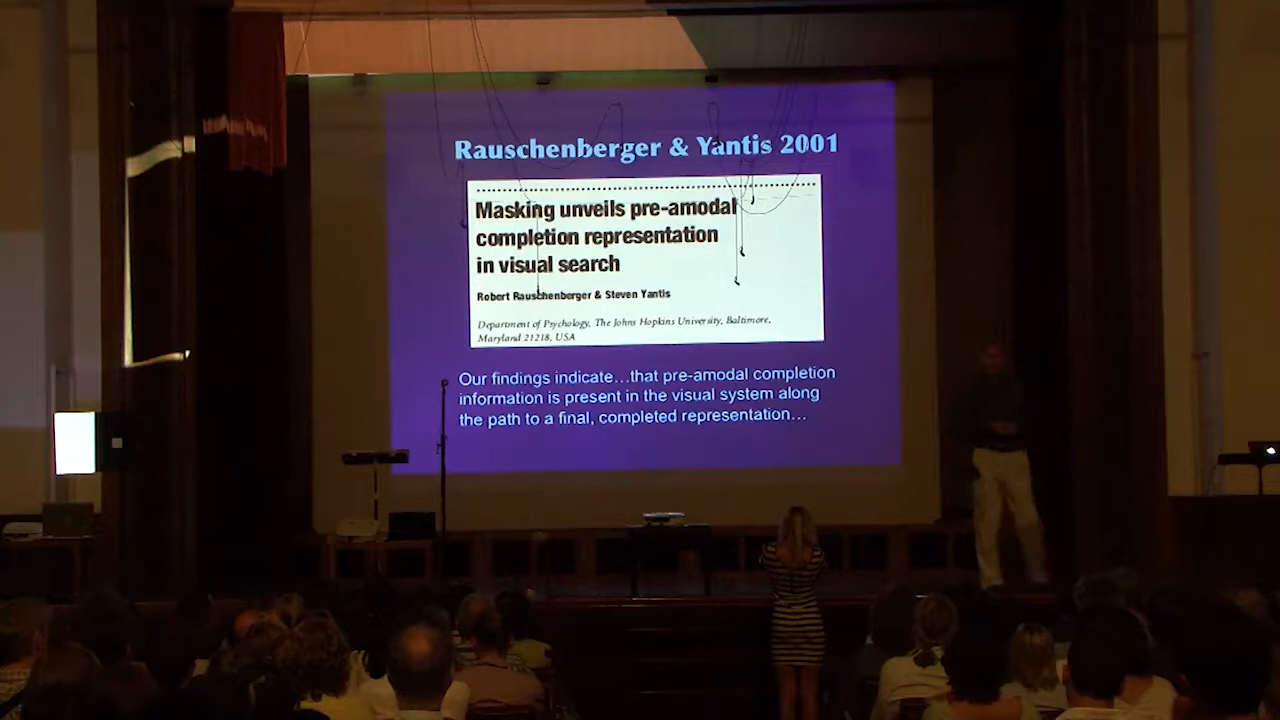 Rauschenberger & Yantis 2001
Masking unveils pre-amodal
completion representation
in visual search
Robert Rauschenberger & Steven Yantis
Department of Psychology, The Johns Hopkins University, Baltimore,
Maryland 21218, USA
Our findings indicate…that pre-amodal completion
information is present in the visual system along
the path to a final, completed representation…